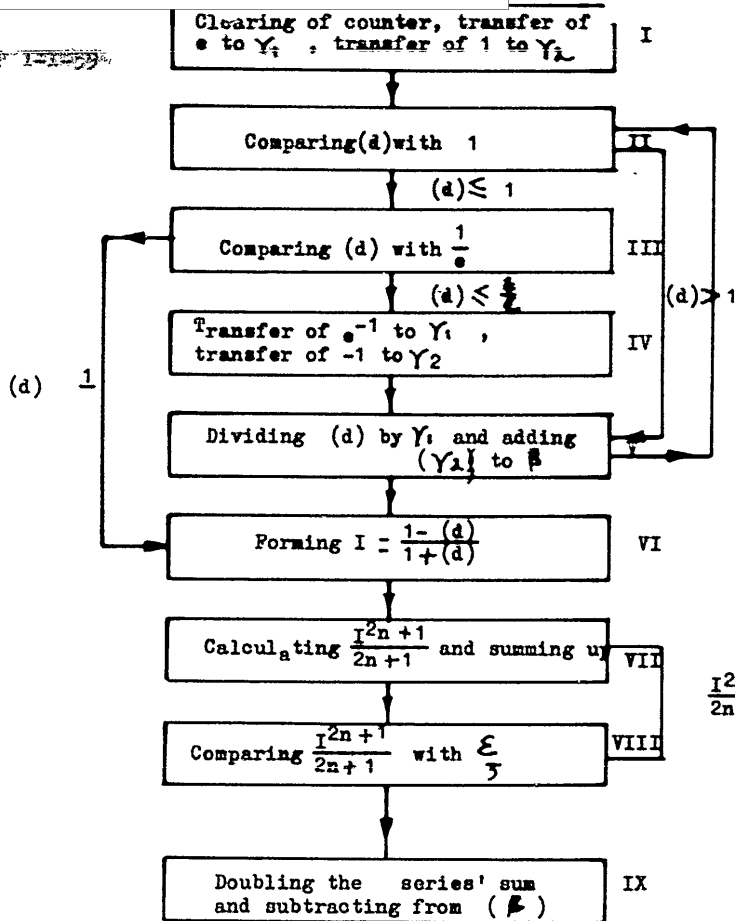 Clearing of counter, transfer of
e to γ₁ , transfer of 1 to γ₂
I
Comparing(d)with 1
II
(d)≤ 1
Comparing (d) with 1/e
III
(d) ≤
(d)> 1
Transfer of e⁻¹ to γ₁ ,
transfer of -1 to γ₂
IV
(d) 1
Dividing (d) by γ₁ and adding
(γ₂) to β
Forming I = 1-(d)/1+(d)
VI
Calculating I²ⁿ⁺¹/2n+1 and summing up
VII
I²
2n
Comparing I²ⁿ⁺¹/2n+1 with
VIII
Doubling the series' sum
and subtracting from (β)
IX